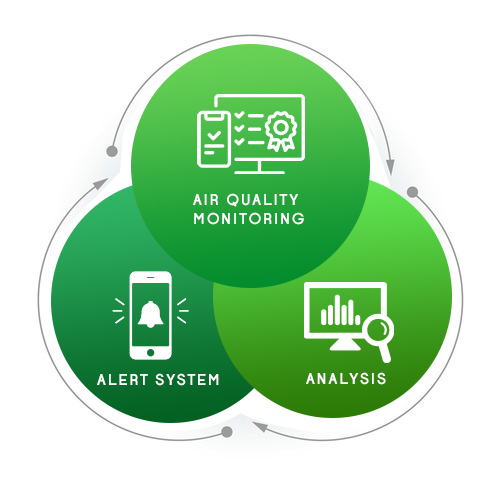 AIR QUALITY
MONITORING
ALERT SYSTEM
ANALYSIS